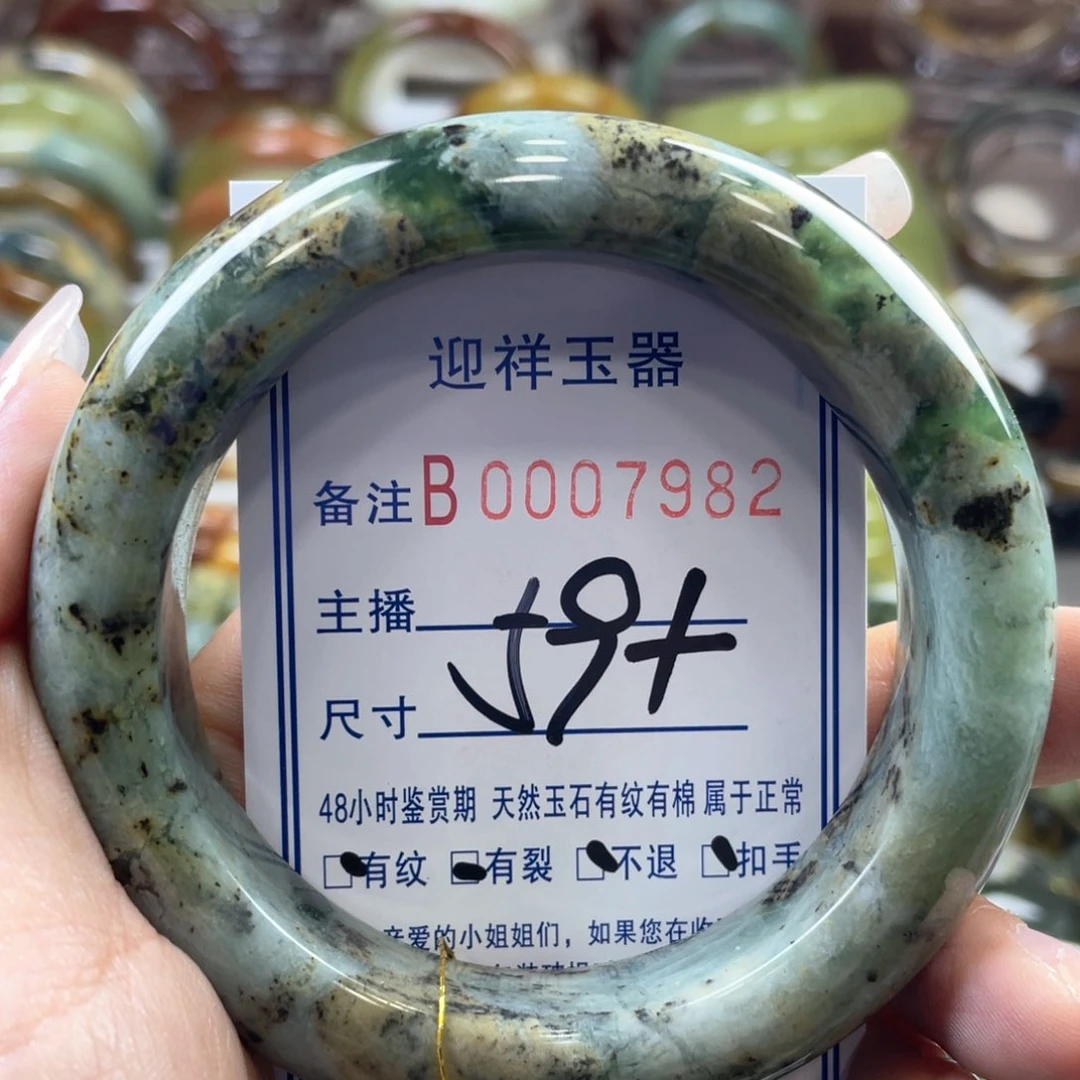 迎祥玉器
备注B0007982
主播
59+
尺寸
48小时鉴赏期 天然玉石有纹有棉 属于正常
□有纹 □有裂 □不退 □扣手
亲爱的小姐姐们，如果您在收